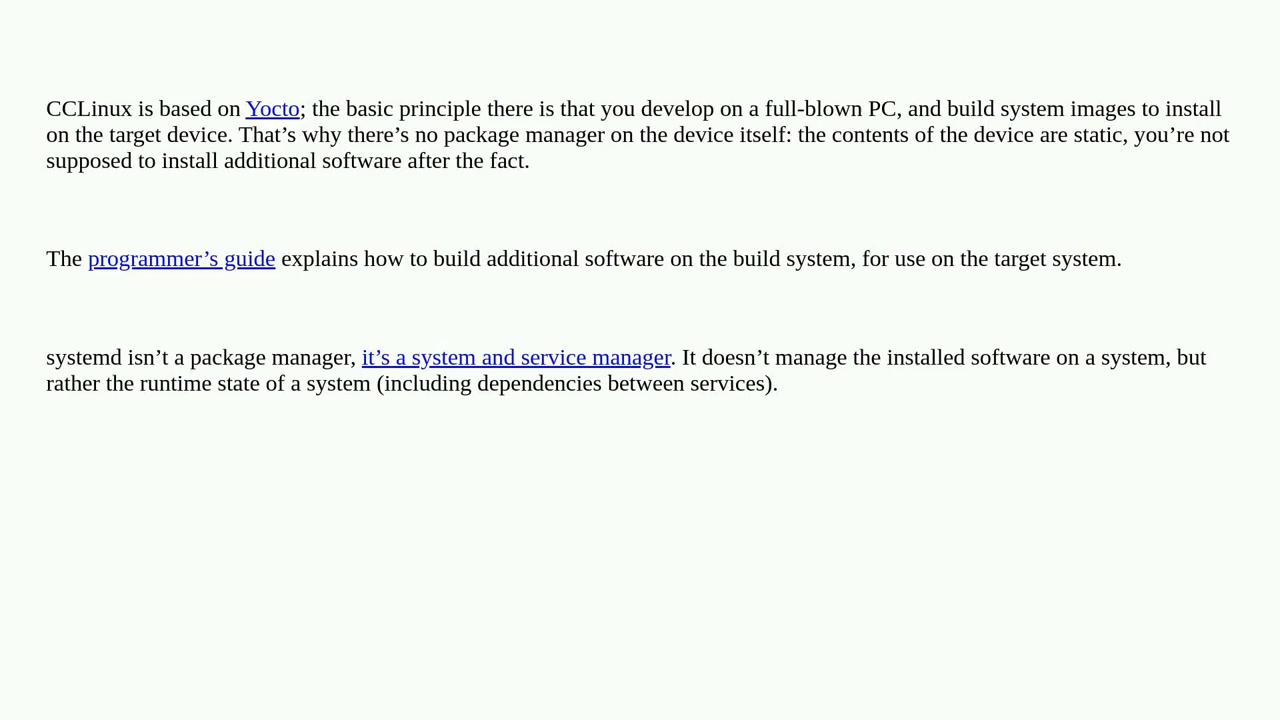 CCLinux is based on Yocto; the basic principle there is that you develop on a full-blown PC, and build system images to install
on the target device. That’s why there’s no package manager on the device itself: the contents of the device are static, you’re not
supposed to install additional software after the fact.
The programmer’s guide explains how to build additional software on the build system, for use on the target system.
systemd isn’t a package manager, it’s a system and service manager. It doesn’t manage the installed software on a system, but
rather the runtime state of a system (including dependencies between services).